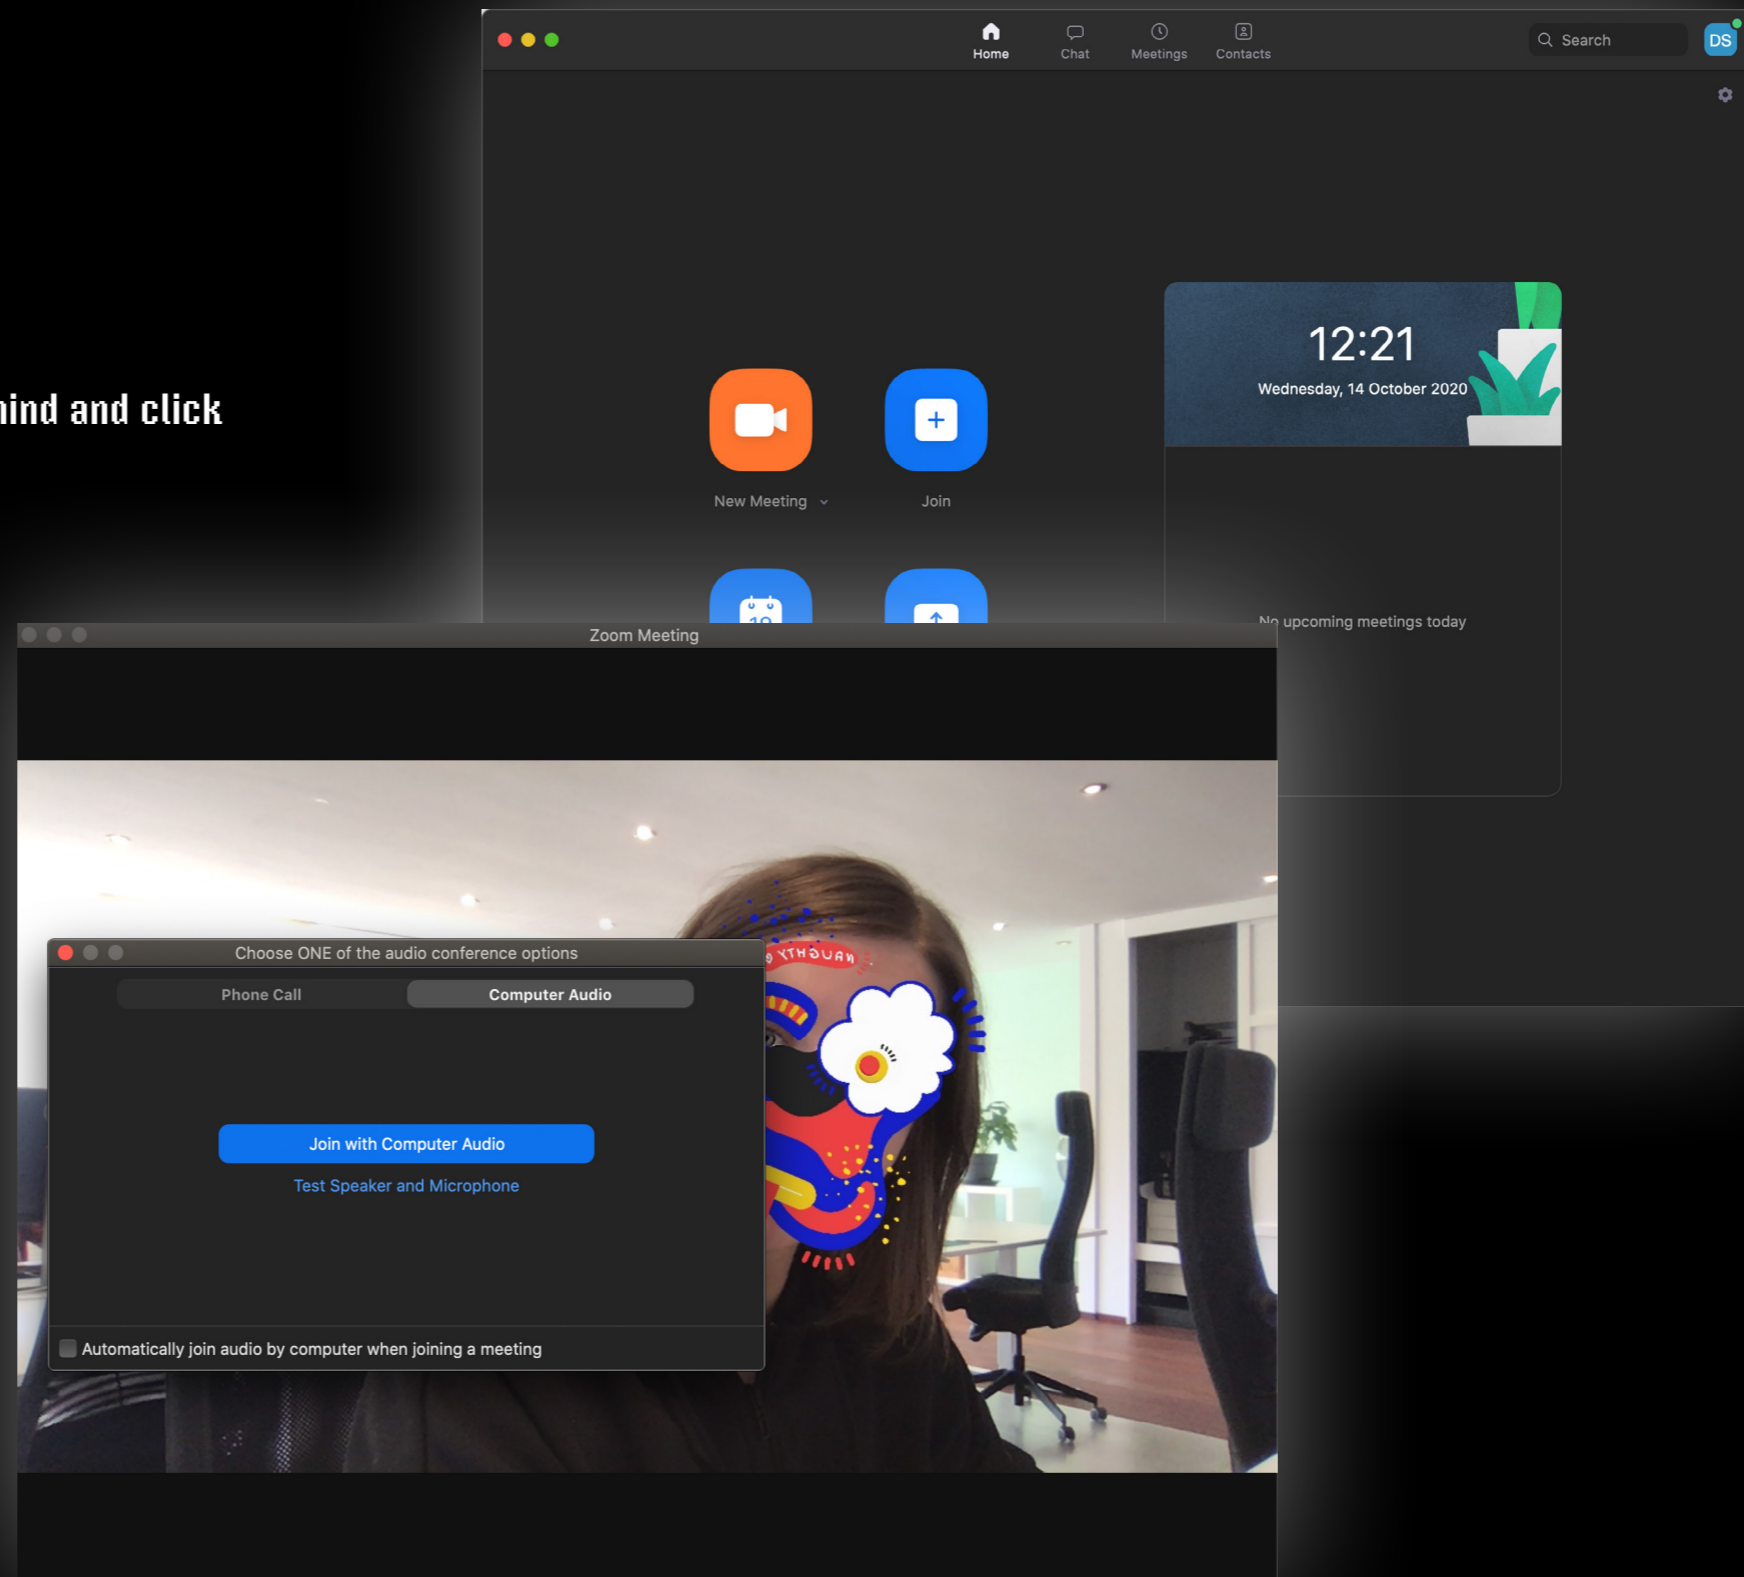 Home
Chat
Meetings
Contacts
Search
DS
12:21
Wednesday, 14 October 2020
and click
New Meeting
Join
No upcoming meetings today
Zoom Meeting
Choose ONE of the audio conference options
Phone Call
Computer Audio
NAUGHTY
Join with Computer Audio
Test Speaker and Microphone
Automatically join audio by computer when joining a meeting